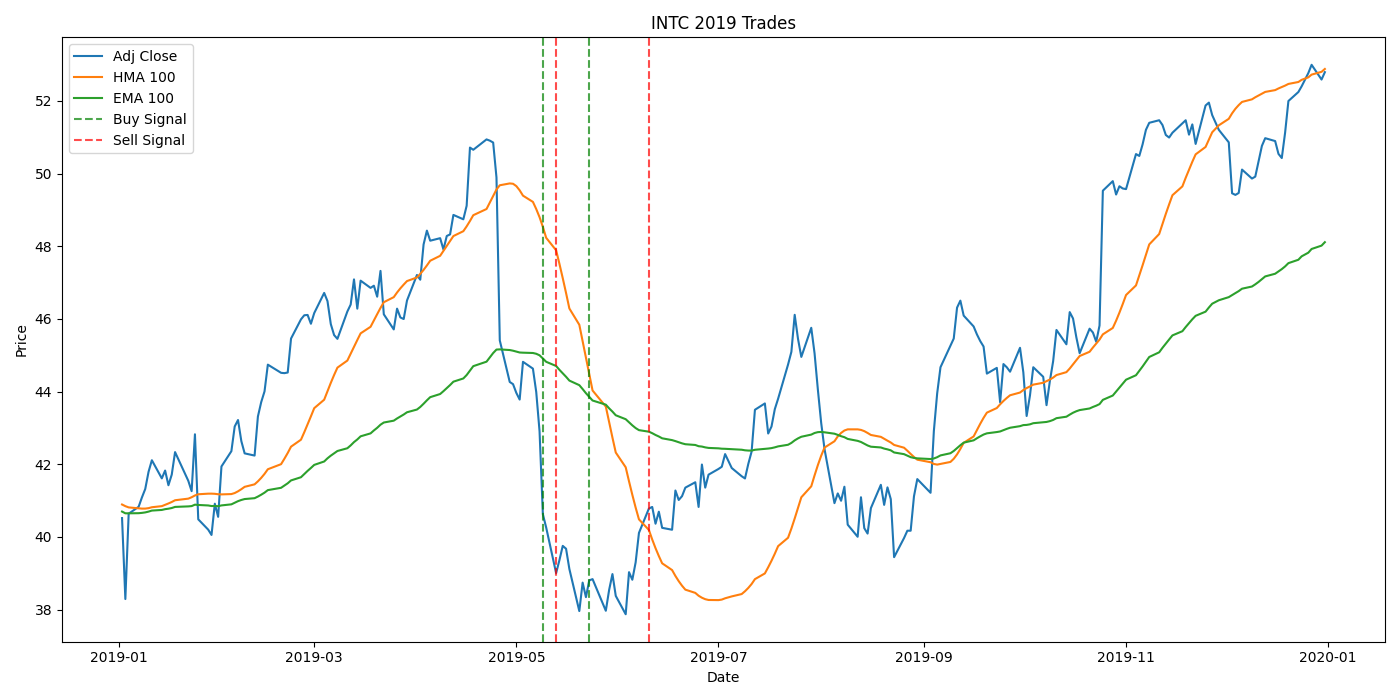 INTC 2019 Trades
Adj Close
HMA 100
EMA 100
Buy Signal
Sell Signal
Price
52
50
48
46
44
42
40
38
2019-01
2019-03
2019-05
2019-07
2019-09
2019-11
2020-01
Date